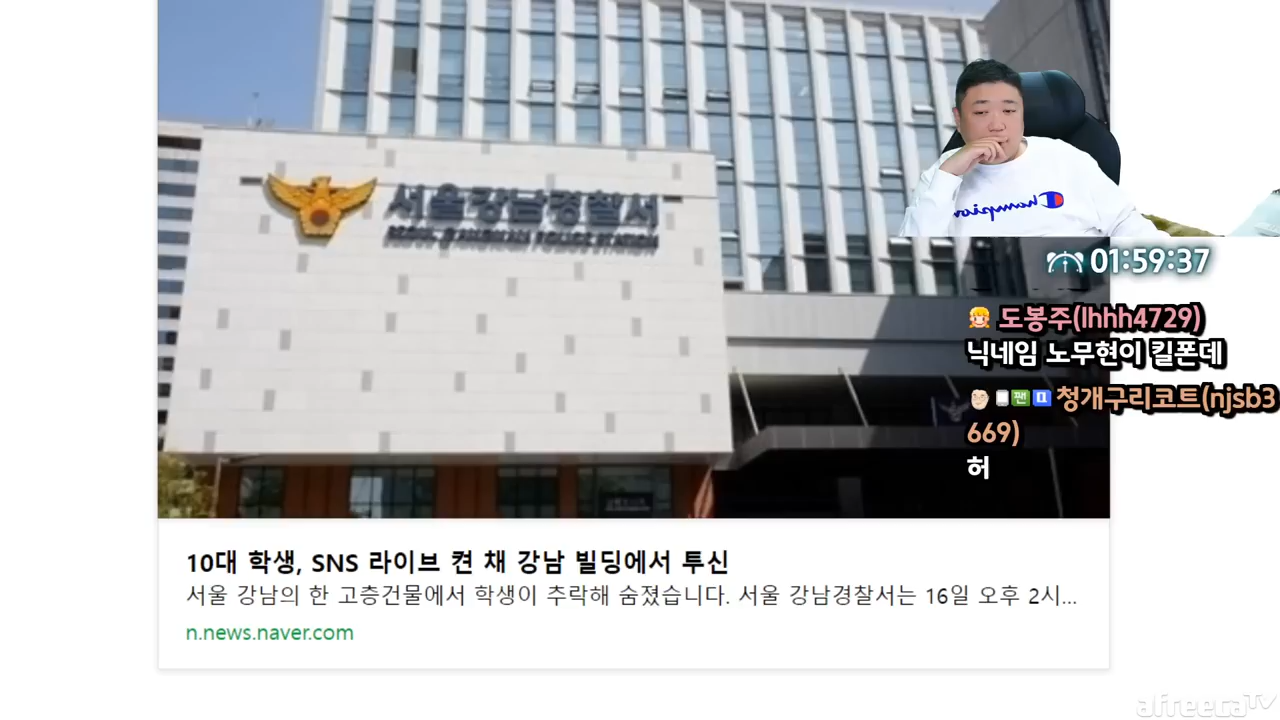 서울강남경찰서
SEOUL GANGNAM POLICE STATION
Champion
01:59:37
도봉주(lhhh4729)
닉네임 노무현이 킬폰데
짼 청개구리코트(njsb3
669)
허
10대 학생, SNS 라이브 켠 채 강남 빌딩에서 투신
서울 강남의 한 고층건물에서 학생이 추락해 숨졌습니다. 서울 강남경찰서는 16일 오후 2시...
n.news.naver.com
afreecaTV